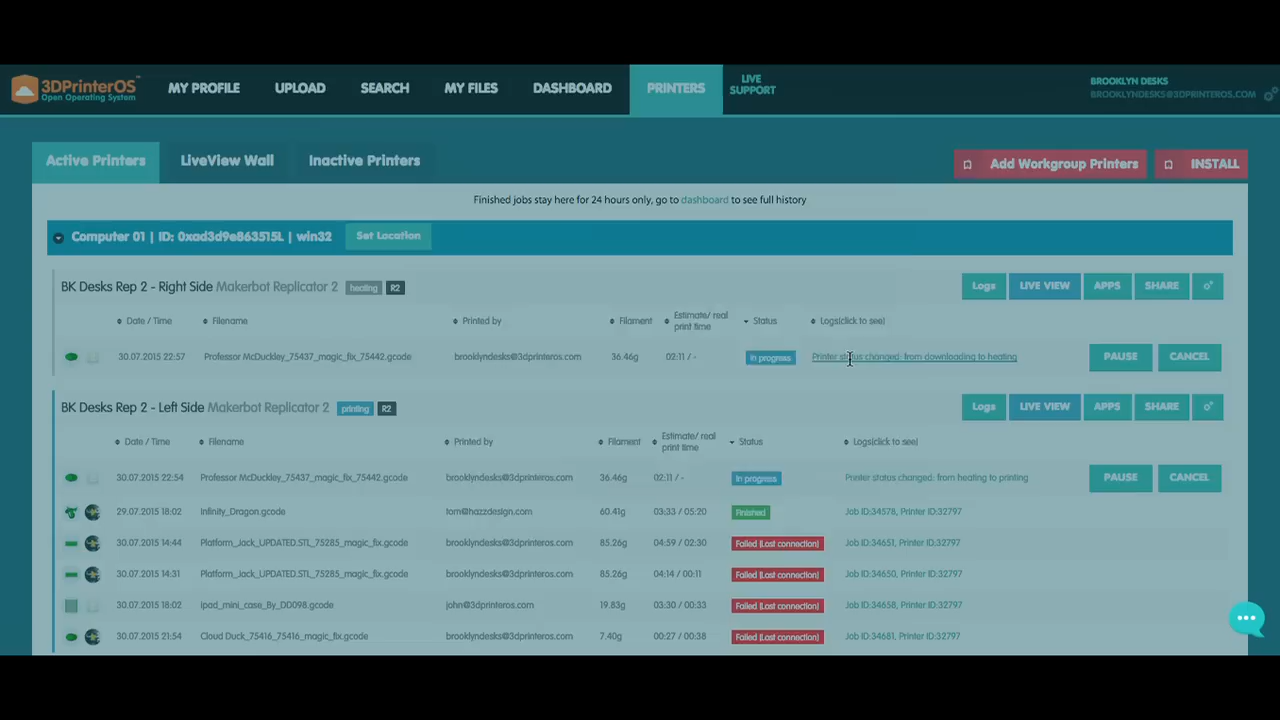 3DPrinterOS™
Open Operating System
MY PROFILE UPLOAD SEARCH MY FILES DASHBOARD PRINTERS LIVE SUPPORT
BROOKLYN DESKS
BROOKLYNDESKS@3DPRINTEROS.COM
Active Printers LiveView Wall Inactive Printers Add Workgroup Printers INSTALL
Finished jobs stay here for 24 hours only, go to dashboard to see full history
Computer 01 | ID: 0xad3d9e863515L | win32 Set Location
BK Desks Rep 2 - Right Side Makerbot Replicator 2 heating R2 Logs LIVE VIEW APPS SHARE
Date / Time Filename Printed by Filament Estimate/ real print time Status Logs(click to see)
30.07.2015 22:57 Professor McDuckley_75437_magic_fix_75442.gcode brooklyndesks@3dprinteros.com 36.46g 02:11 / - In progress Printer status changed: from downloading to heating PAUSE CANCEL
BK Desks Rep 2 - Left Side Makerbot Replicator 2 printing R2 Logs LIVE VIEW APPS SHARE
Date / Time Filename Printed by Filament Estimate/ real print time Status Logs(click to see)
30.07.2015 22:54 Professor McDuckley_75437_magic_fix_75442.gcode brooklyndesks@3dprinteros.com 36.46g 02:11 / - In progress Printer status changed: from heating to printing PAUSE CANCEL
29.07.2015 18:02 Infinity_Dragon.gcode tom@hazzdesign.com 60.41g 03:33 / 05:20 Finished Job ID:34578, Printer ID:32797
30.07.2015 14:44 Platform_Jack_UPDATED.STL_75285_magic_fix.gcode brooklyndesks@3dprinteros.com 85.26g 04:59 / 02:30 Failed (Lost connection) Job ID:34651, Printer ID:32797
30.07.2015 14:31 Platform_Jack_UPDATED.STL_75285_magic_fix.gcode brooklyndesks@3dprinteros.com 85.26g 04:14 / 00:11 Failed (Lost connection) Job ID:34650, Printer ID:32797
30.07.2015 18:02 Ipad_mini_case_By_DD098.gcode john@3dprinteros.com 19.83g 03:30 / 00:33 Failed (Lost connection) Job ID:34658, Printer ID:32797
30.07.2015 21:54 Cloud Duck_75416_75416_magic_fix.gcode brooklyndesks@3dprinteros.com 7.40g 00:27 / 00:38 Failed (Lost connection) Job ID:34681, Printer ID:32797